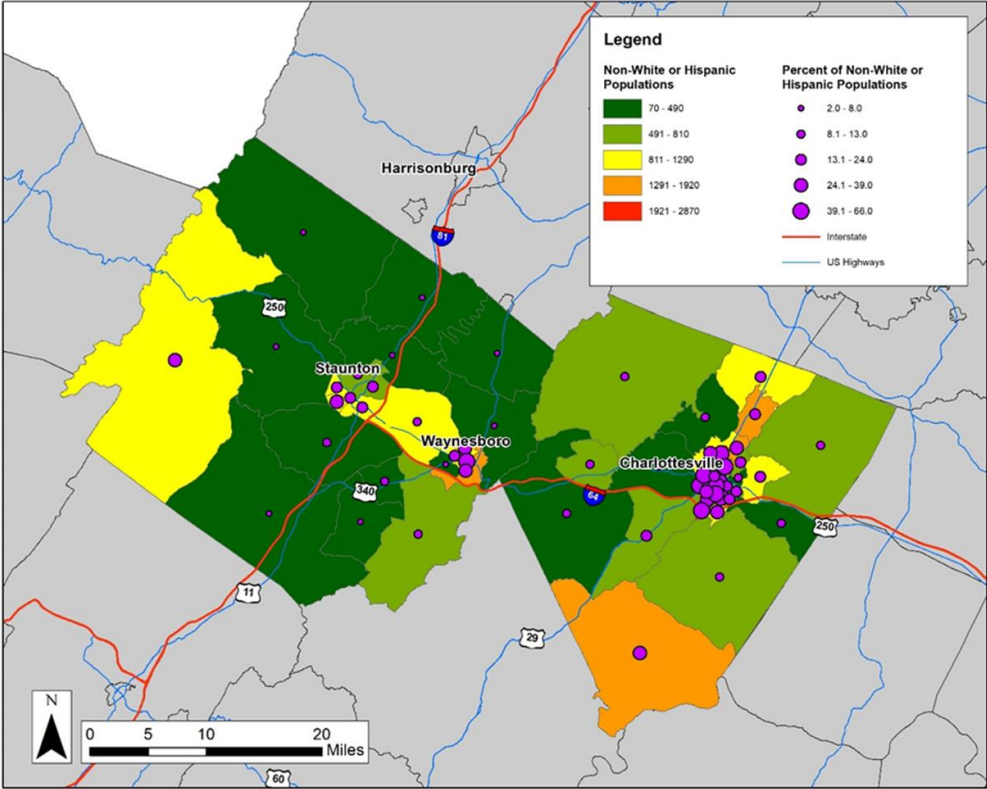 Legend
Non-White or Hispanic
Populations
70 - 490
491 - 810
811 - 1290
1291 - 1920
1921 - 2870
Percent of Non-White or
Hispanic Populations
2.0 - 8.0
8.1 - 13.0
13.1 - 24.0
24.1 - 39.0
39.1 - 66.0
Interstate
US Highways
Harrisonburg
81
250
Staunton
Waynesboro
Charlottesville
340
64
250
11
29
N
0 5 10 20
Miles
60